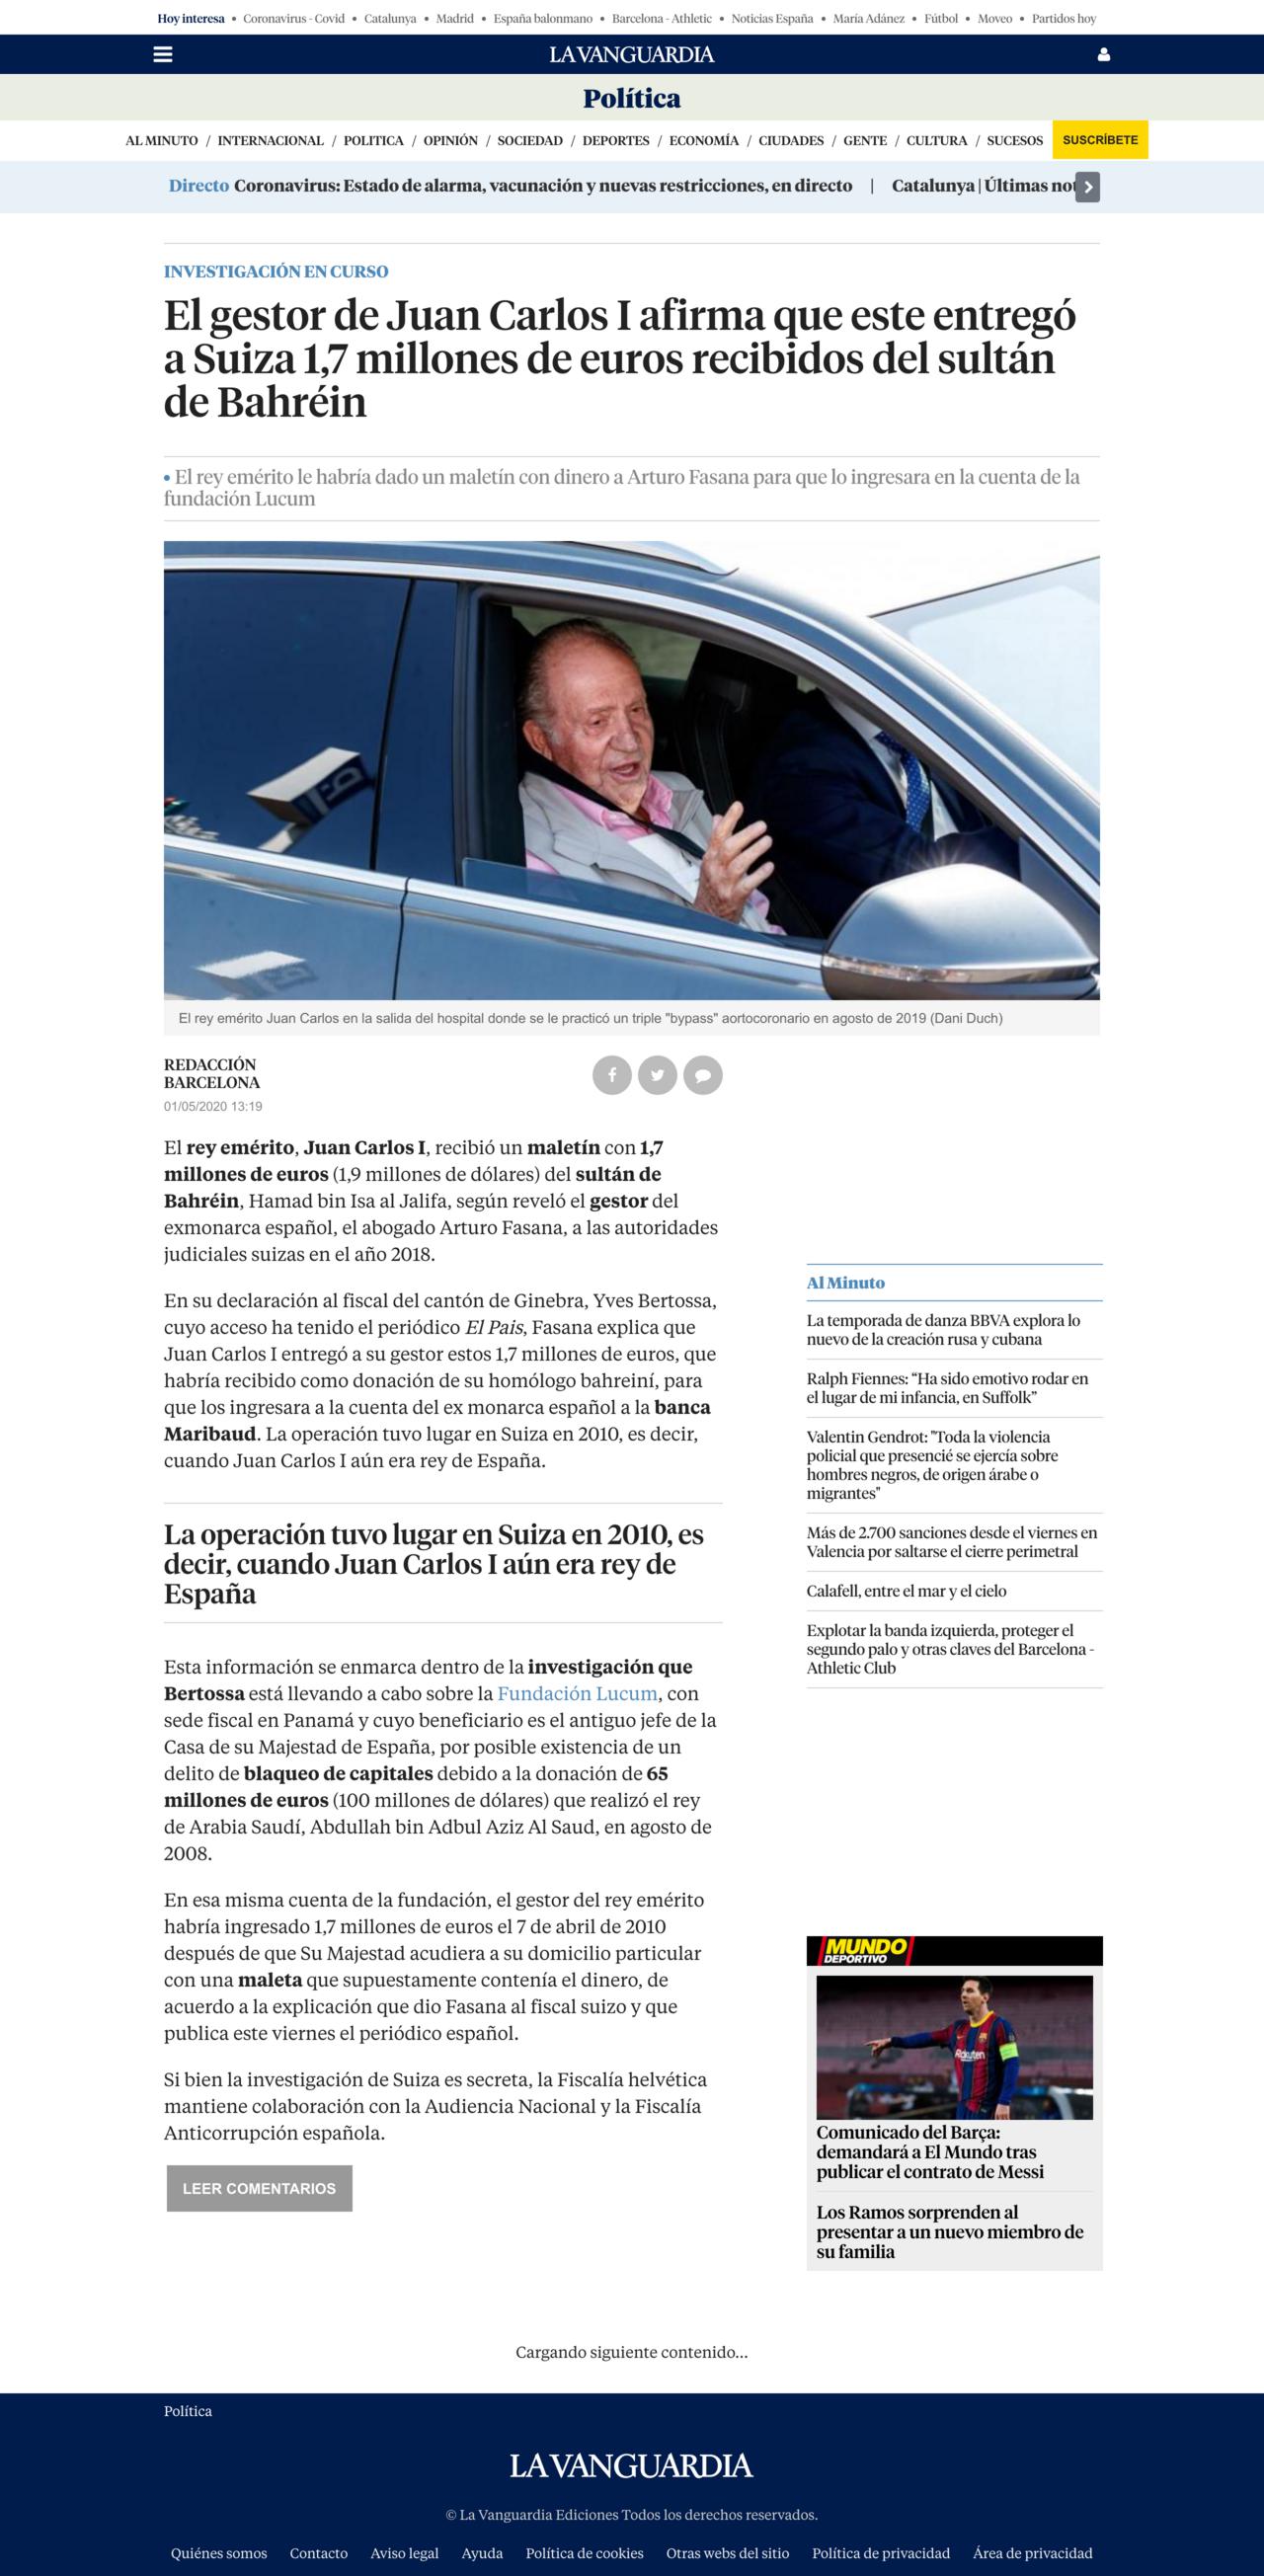 Hoy interesa • Coronavirus - Covid • Catalunya • Madrid • España balonmano • Barcelona - Athletic • Noticias España • María Adánez • Fútbol • Moveo • Partidos hoy
LA VANGUARDIA
Política
AL MINUTO / INTERNACIONAL / POLITICA / OPINIÓN / SOCIEDAD / DEPORTES / ECONOMÍA / CIUDADES / GENTE / CULTURA / SUCESOS SUSCRÍBETE
Directo Coronavirus: Estado de alarma, vacunación y nuevas restricciones, en directo | Catalunya | Últimas not
INVESTIGACIÓN EN CURSO
El gestor de Juan Carlos I afirma que este entregó
a Suiza 1,7 millones de euros recibidos del sultán
de Bahréin
• El rey emérito le habría dado un maletín con dinero a Arturo Fasana para que lo ingresara en la cuenta de la
fundación Lucum
El rey emérito Juan Carlos en la salida del hospital donde se le practicó un triple "bypass" aortocoronario en agosto de 2019 (Dani Duch)
REDACCIÓN
BARCELONA
01/05/2020 13:19
El rey emérito, Juan Carlos I, recibió un maletín con 1,7
millones de euros (1,9 millones de dólares) del sultán de
Bahréin, Hamad bin Isa al Jalifa, según reveló el gestor del
exmonarca español, el abogado Arturo Fasana, a las autoridades
judiciales suizas en el año 2018.
En su declaración al fiscal del cantón de Ginebra, Yves Bertossa,
cuyo acceso ha tenido el periódico El Pais, Fasana explica que
Juan Carlos I entregó a su gestor estos 1,7 millones de euros, que
habría recibido como donación de su homólogo bahreiní, para
que los ingresara a la cuenta del ex monarca español a la banca
Maribaud. La operación tuvo lugar en Suiza en 2010, es decir,
cuando Juan Carlos I aún era rey de España.
La operación tuvo lugar en Suiza en 2010, es
decir, cuando Juan Carlos I aún era rey de
España
Esta información se enmarca dentro de la investigación que
Bertossa está llevando a cabo sobre la Fundación Lucum, con
sede fiscal en Panamá y cuyo beneficiario es el antiguo jefe de la
Casa de su Majestad de España, por posible existencia de un
delito de blaqueo de capitales debido a la donación de 65
millones de euros (100 millones de dólares) que realizó el rey
de Arabia Saudí, Abdullah bin Adbul Aziz Al Saud, en agosto de
2008.
En esa misma cuenta de la fundación, el gestor del rey emérito
habría ingresado 1,7 millones de euros el 7 de abril de 2010
después de que Su Majestad acudiera a su domicilio particular
con una maleta que supuestamente contenía el dinero, de
acuerdo a la explicación que dio Fasana al fiscal suizo y que
publica este viernes el periódico español.
Si bien la investigación de Suiza es secreta, la Fiscalía helvética
mantiene colaboración con la Audiencia Nacional y la Fiscalía
Anticorrupción española.
LEER COMENTARIOS
Al Minuto
La temporada de danza BBVA explora lo
nuevo de la creación rusa y cubana
Ralph Fiennes: “Ha sido emotivo rodar en
el lugar de mi infancia, en Suffolk”
Valentin Gendrot: "Toda la violencia
policial que presencié se ejercía sobre
hombres negros, de origen árabe o
migrantes"
Más de 2.700 sanciones desde el viernes en
Valencia por saltarse el cierre perimetral
Calafell, entre el mar y el cielo
Explotar la banda izquierda, proteger el
segundo palo y otras claves del Barcelona -
Athletic Club
MUNDO
DEPORTIVO
Rakuten
Comunicado del Barça:
demandará a El Mundo tras
publicar el contrato de Messi
Los Ramos sorprenden al
presentar a un nuevo miembro de
su familia
Cargando siguiente contenido...
Política
LA VANGUARDIA
© La Vanguardia Ediciones Todos los derechos reservados.
Quiénes somos Contacto Aviso legal Ayuda Política de cookies Otras webs del sitio Política de privacidad Área de privacidad